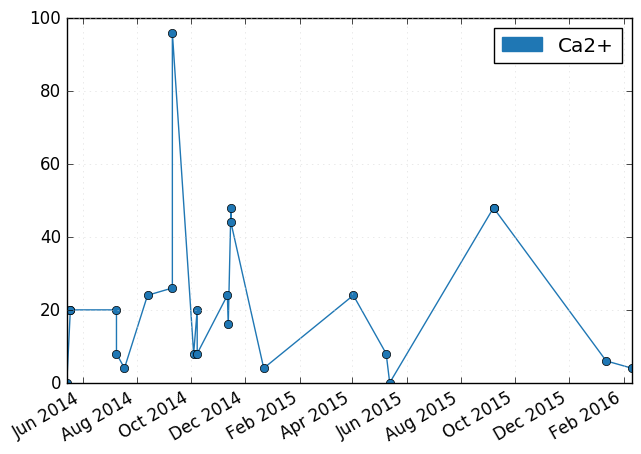 100
80
60
40
20
0
Ca2+
Jun 2014
Aug 2014
Oct 2014
Dec 2014
Feb 2015
Apr 2015
Jun 2015
Aug 2015
Oct 2015
Dec 2015
Feb 2016